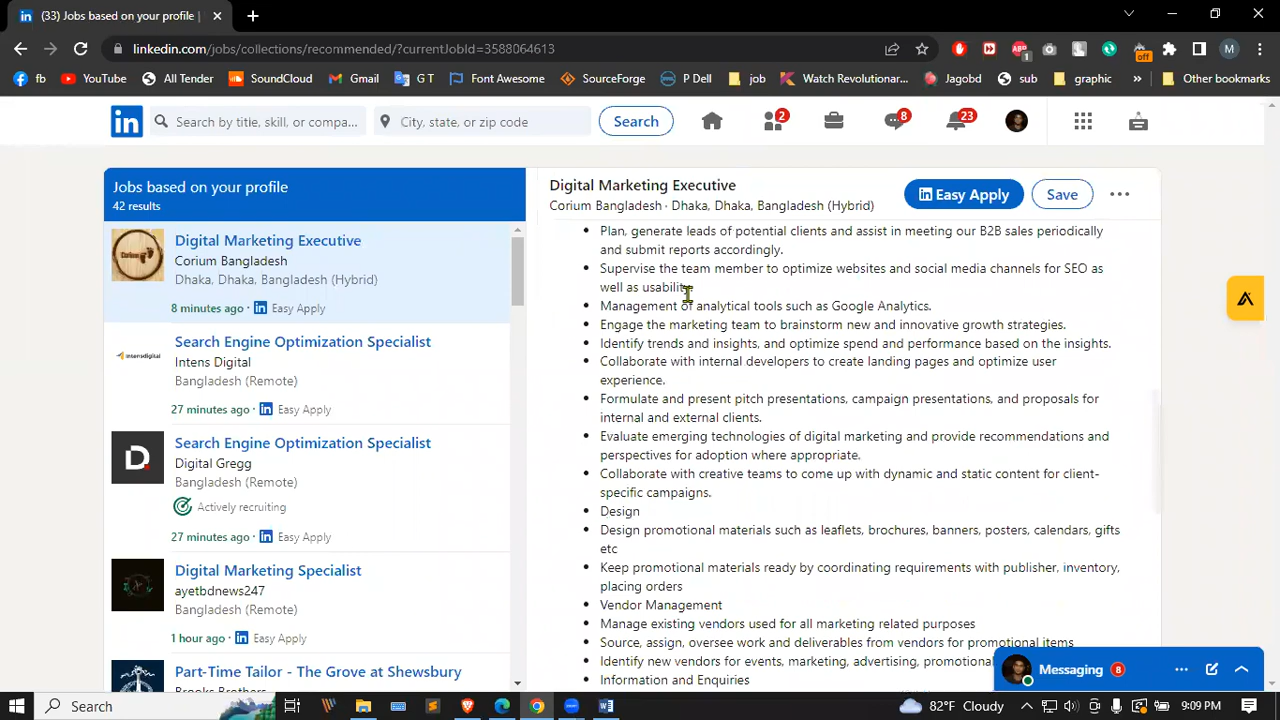 (33) Jobs based on your profile |
linkedin.com/jobs/collections/recommended/?currentJobId=3588064613
M
fb
YouTube
All Tender
SoundCloud
Gmail
GT
Font Awesome
SourceForge
P Dell
job
Watch Revolutionar...
Jagobd
sub
graphic
»
Other bookmarks
ABP
1
off
in
Search by title, skill, or compa...
City, state, or zip code
Search
2
8
23
Jobs based on your profile
42 results
Digital Marketing Executive
Corium Bangladesh
Dhaka, Dhaka, Bangladesh (Hybrid)
8 minutes ago · in Easy Apply
Search Engine Optimization Specialist
Intens Digital
Bangladesh (Remote)
intensdigital
27 minutes ago · in Easy Apply
Search Engine Optimization Specialist
Digital Gregg
Bangladesh (Remote)
D.
Actively recruiting
27 minutes ago · in Easy Apply
Digital Marketing Specialist
ayetbdnews247
Bangladesh (Remote)
1 hour ago · in Easy Apply
Part-Time Tailor - The Grove at Shewsbury
Brooks Brothers
Digital Marketing Executive
Corium Bangladesh · Dhaka, Dhaka, Bangladesh (Hybrid)
in Easy Apply
Save
• Plan, generate leads of potential clients and assist in meeting our B2B sales periodically
and submit reports accordingly.
• Supervise the team member to optimize websites and social media channels for SEO as
well as usability.
• Management of analytical tools such as Google Analytics.
• Engage the marketing team to brainstorm new and innovative growth strategies.
• Identify trends and insights, and optimize spend and performance based on the insights.
• Collaborate with internal developers to create landing pages and optimize user
experience.
• Formulate and present pitch presentations, campaign presentations, and proposals for
internal and external clients.
• Evaluate emerging technologies of digital marketing and provide recommendations and
perspectives for adoption where appropriate.
• Collaborate with creative teams to come up with dynamic and static content for client-
specific campaigns.
• Design
• Design promotional materials such as leaflets, brochures, banners, posters, calendars, gifts
etc
• Keep promotional materials ready by coordinating requirements with publisher, inventory,
placing orders
• Vendor Management
• Manage existing vendors used for all marketing related purposes
• Source, assign, oversee work and deliverables from vendors for promotional items
• Identify new vendors for events, marketing, advertising, promotional
• Information and Enquiries
Messaging
8
Search
82°F Cloudy
9:09 PM